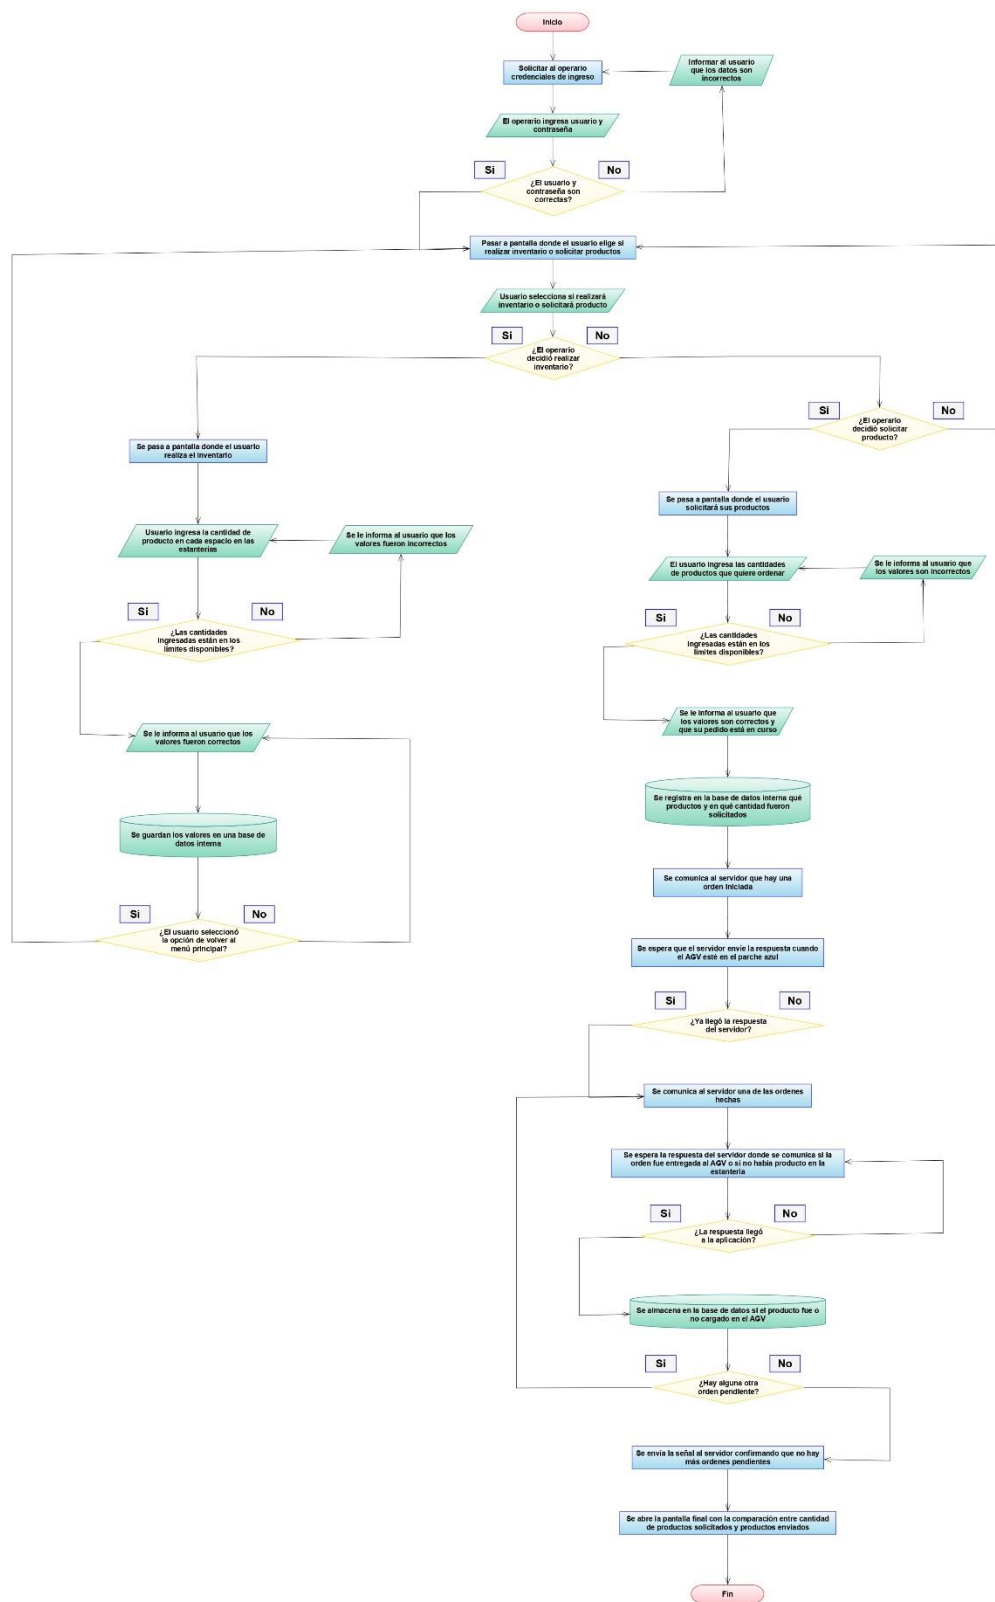 Inicio
Solicitar al operario
credenciales de ingreso
Informar al usuario
que los datos son
incorrectos
El operario ingresa usuario y
contraseña
Si
No
¿El usuario y
contraseña son
correctas?
Pasar a pantalla donde el usuario elige si
realizar inventario o solicitar productos
Usuario selecciona si realizará
inventario o solicitará producto
Si
No
¿El operario
decidió realizar
inventario?
Si
No
¿El operario
decidió solicitar
producto?
Se pasa a pantalla donde el usuario
realiza el inventario
Usuario ingresa la cantidad de
producto en cada espacio en las
estanterías
Se le informa al usuario que los
valores fueron incorrectos
Si
No
¿Las cantidades
ingresadas están en los
límites disponibles?
Se le informa al usuario que los
valores fueron correctos
Se guardan los valores en una base de
datos interna
Si
No
¿El usuario seleccionó
la opción de volver al
menú principal?
Se pasa a pantalla donde el usuario
solicitará sus productos
El usuario ingresa las cantidades
de productos que quiere ordenar
Se le informa al usuario que
los valores son incorrectos
Si
No
¿Las cantidades
ingresadas están en los
límites disponibles?
Se le informa al usuario que
los valores son correctos y
que su pedido está en curso
Se registra en la base de datos interna qué
productos y en qué cantidad fueron
solicitados
Se comunica al servidor que hay una
orden iniciada
Se espera que el servidor envíe la respuesta cuando
el AGV esté en el parche azul
Si
No
¿Ya llegó la respuesta
del servidor?
Se comunica al servidor una de las ordenes
hechas
Se espera la respuesta del servidor donde se comunica si la
orden fue entregada al AGV o si no había producto en la
estantería
Si
No
¿La respuesta llegó
a la aplicación?
Se almacena en la base de datos si el producto fue o
no cargado en el AGV
Si
No
¿Hay alguna otra
orden pendiente?
Se envía la señal al servidor confirmando que no hay
más ordenes pendientes
Se abre la pantalla final con la comparación entre cantidad
de productos solicitados y productos enviados
Fin